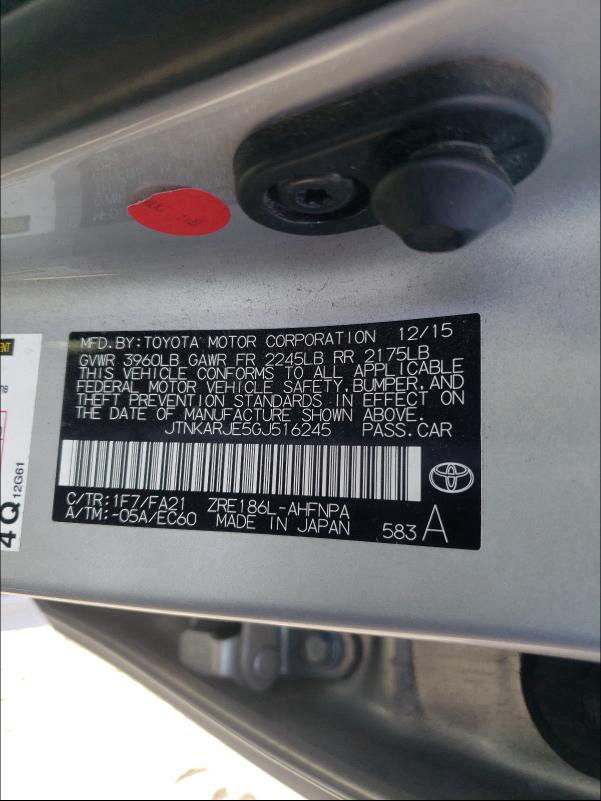 MFD. BY: TOYOTA MOTOR CORPORATION 12/15
GVWR 3960LB GAWR FR 2245LB RR 2175LB
THIS VEHICLE CONFORMS TO ALL APPLICABLE
FEDERAL MOTOR VEHICLE SAFETY, BUMPER, AND
THEFT PREVENTION STANDARDS IN EFFECT ON
THE DATE OF MANUFACTURE SHOWN ABOVE.
JTNKARJE5GJ516245 PASS. CAR
C/TR: 1F7/FA21 ZRE186L-AHFNPA
A/TM: -05A/EC60 MADE IN JAPAN 583 A
4Q 12G61